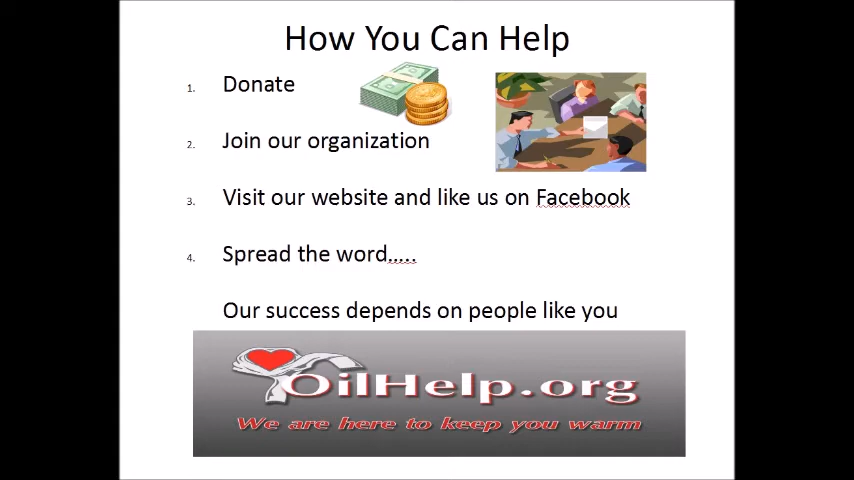 How You Can Help
1. Donate
2. Join our organization
3. Visit our website and like us on Facebook
4. Spread the word.....
Our success depends on people like you
OilHelp.org
We are here to keep you warm